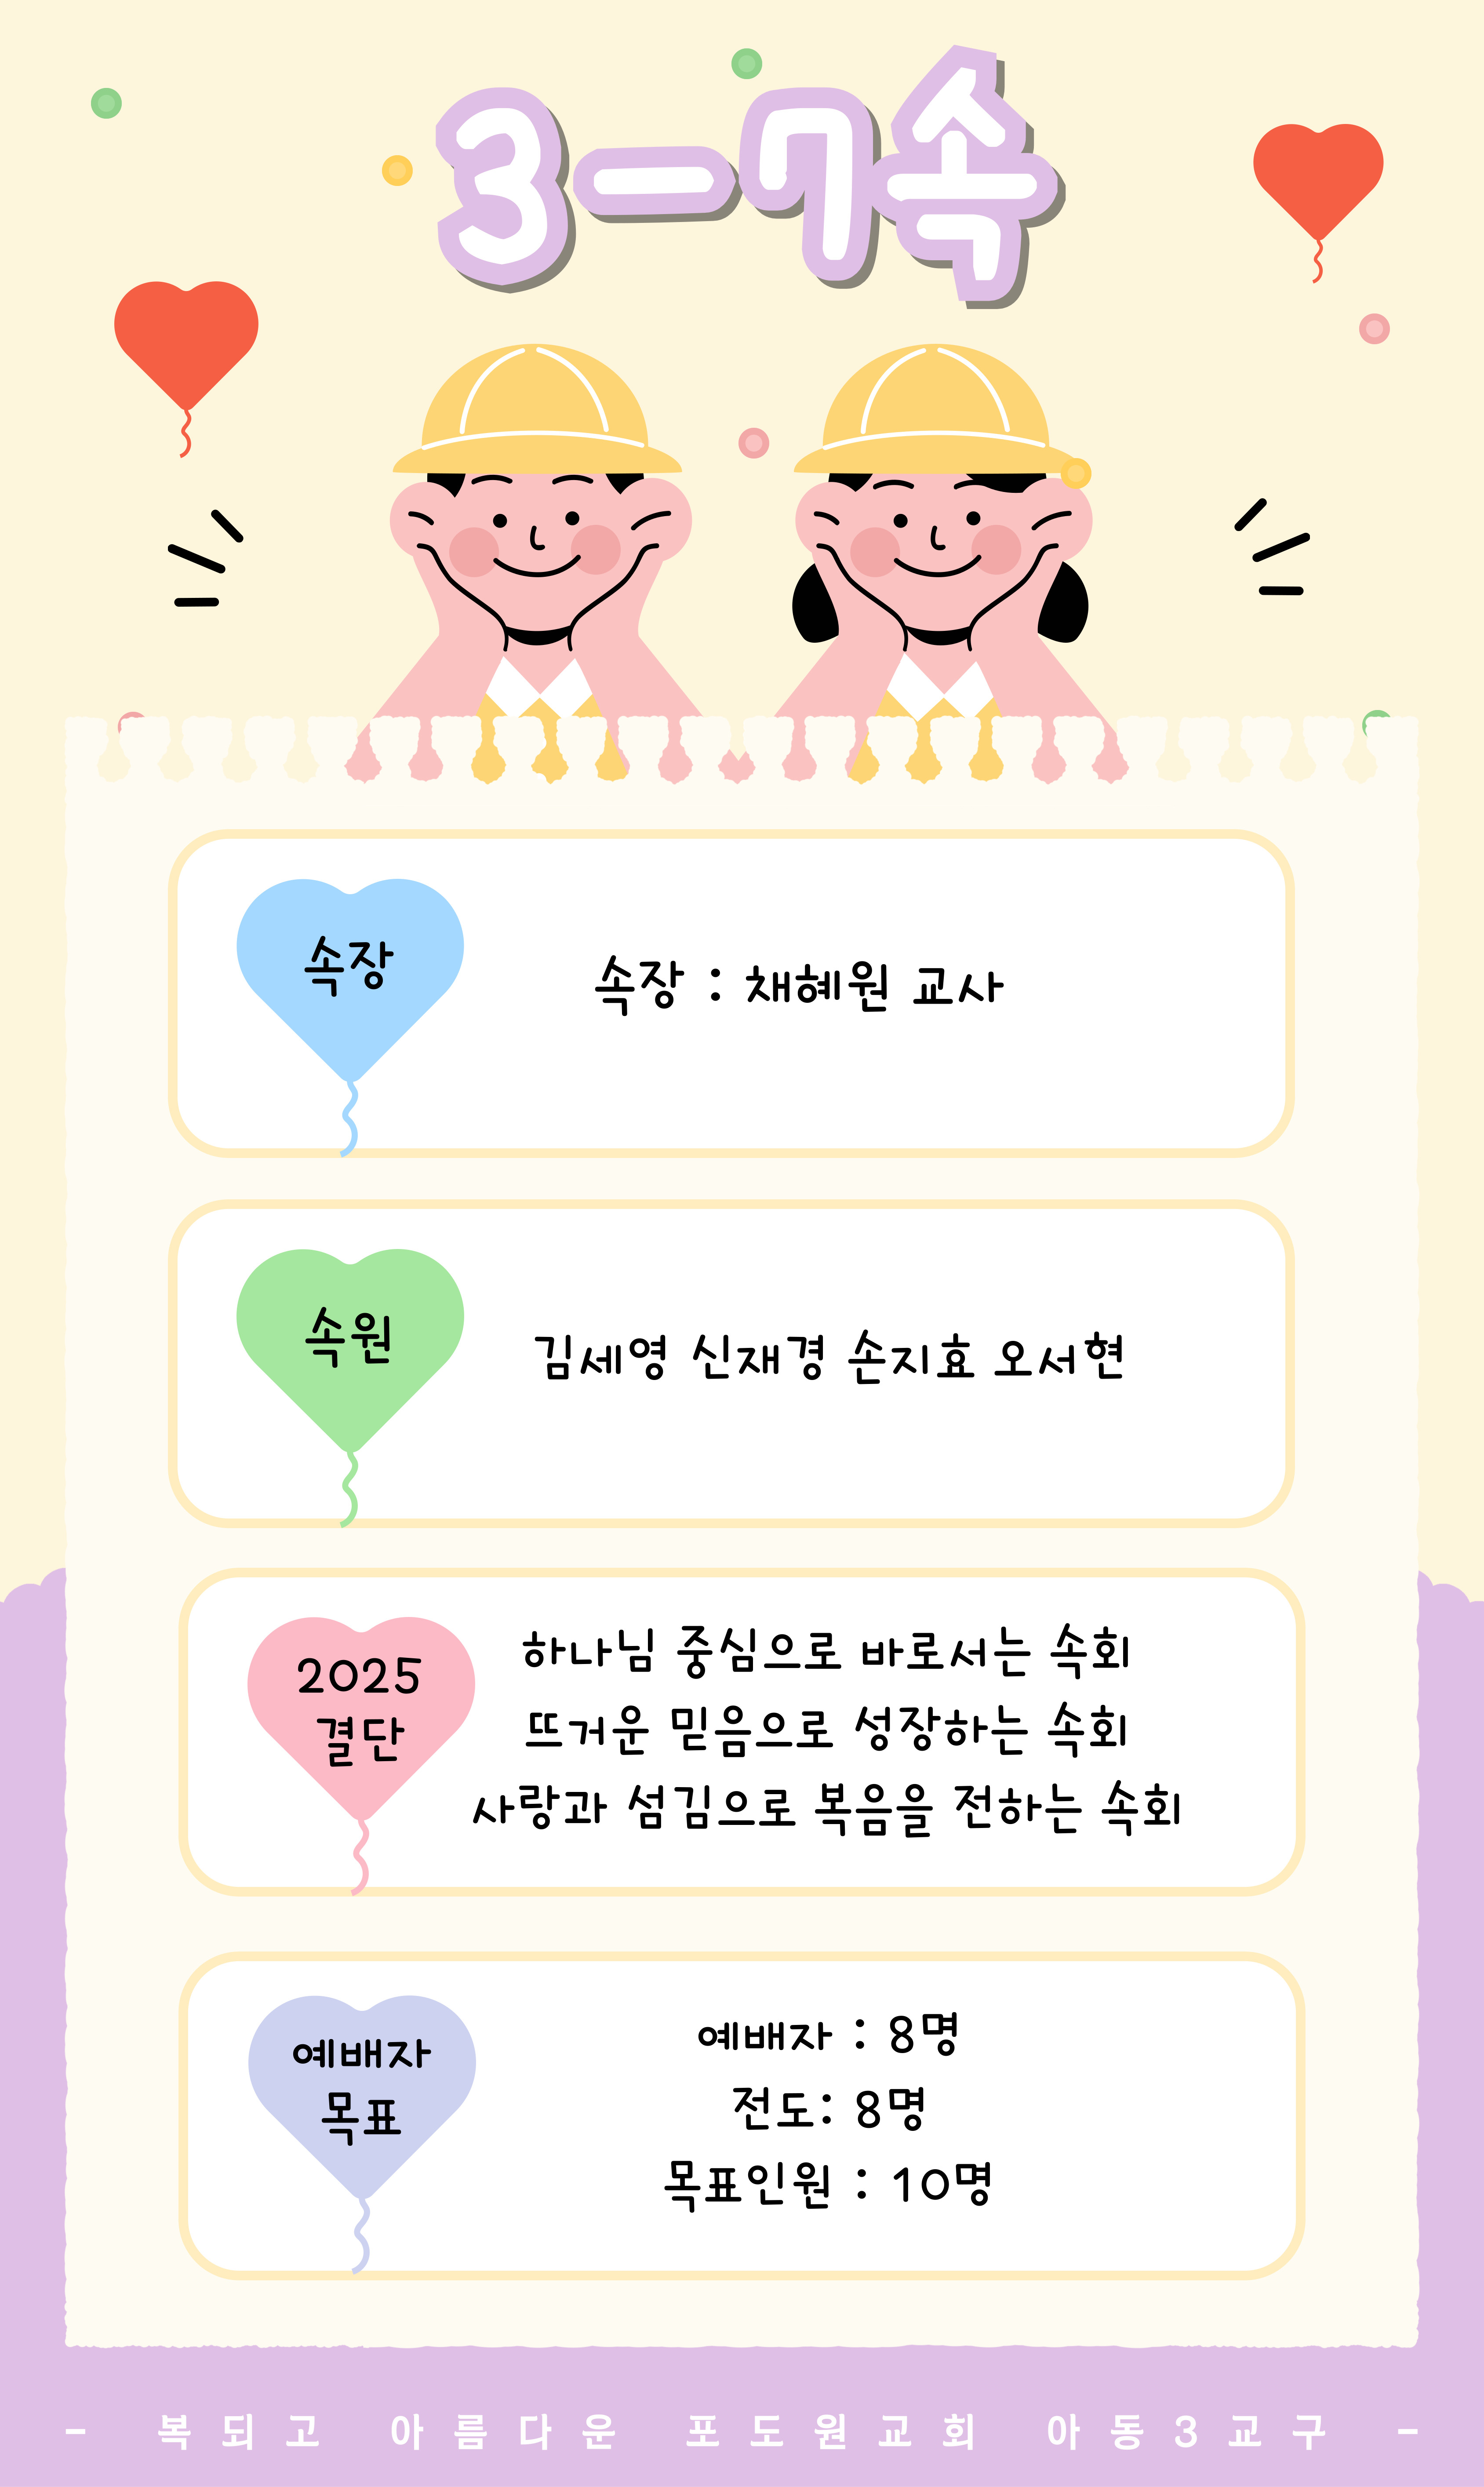 3-7속
속장
속장 : 채혜원 교사
속원
김세영 신재경 손지효 오서현
2025
결단
하나님 중심으로 바로서는 속회
뜨거운 믿음으로 성장하는 속회
사랑과 섬김으로 복음을 전하는 속회
예배자
목표
예배자 : 8명
전도: 8명
목표인원 : 10명
- 복되고 아름다운 포도원교회 아동3교구 -